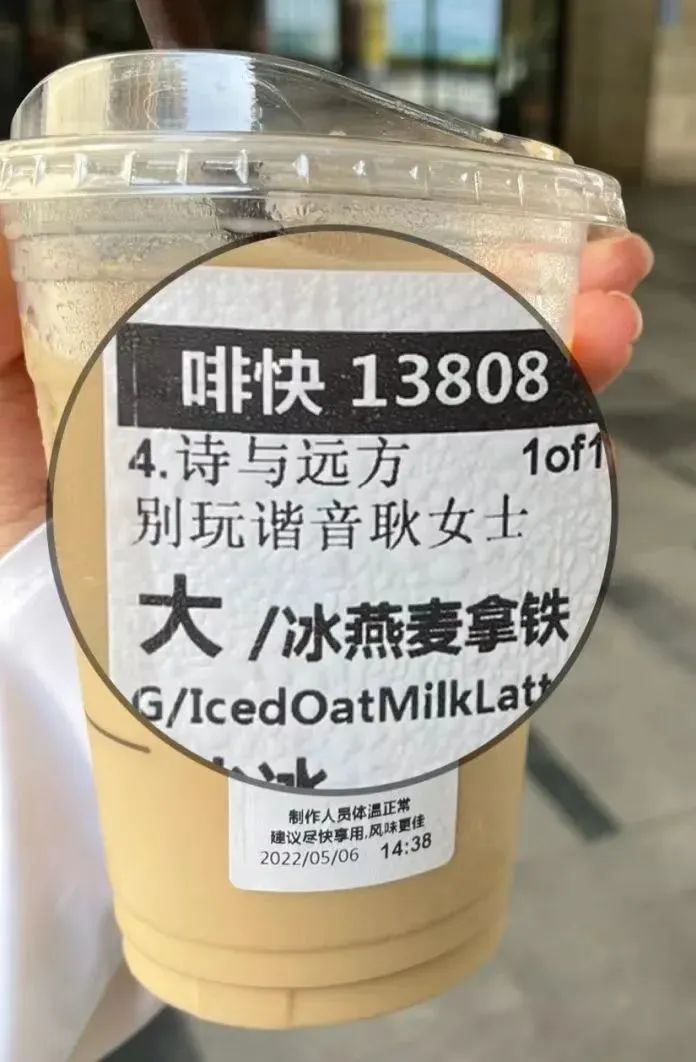 啡快 13808
4.诗与远方 1of1
别玩谐音耿女士
大 /冰燕麦拿铁
G/IcedOatMilkLatt
制作人员体温正常
建议尽快享用,风味更佳
2022/05/06 14:38